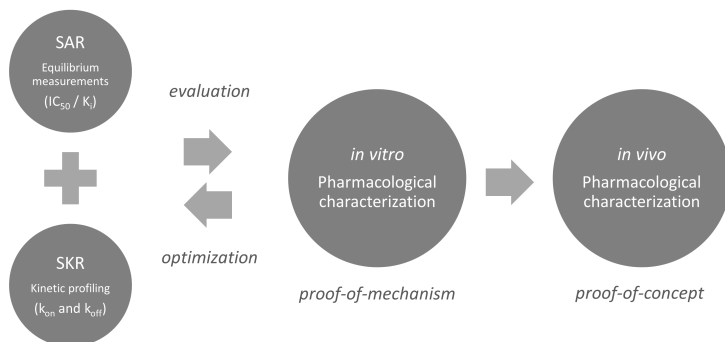 SAR
Equilibrium
measurements
(IC50 / Ki)
SKR
Kinetic profiling
(kon and koff)
evaluation
optimization
in vitro
Pharmacological
characterization
proof-of-mechanism
in vivo
Pharmacological
characterization
proof-of-concept